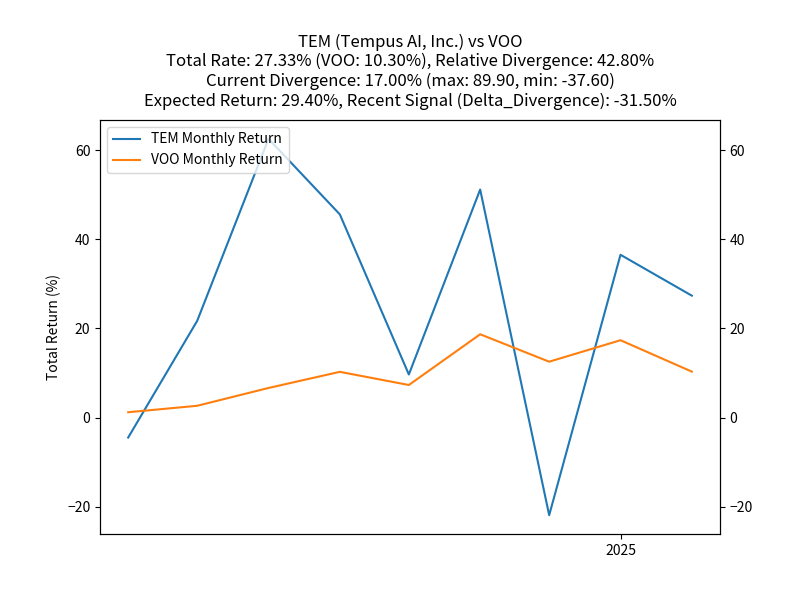 TEM (Tempus AI, Inc.) vs VOO
Total Rate: 27.33% (VOO: 10.30%), Relative Divergence: 42.80%
Current Divergence: 17.00% (max: 89.90, min: -37.60)
Expected Return: 29.40%, Recent Signal (Delta_Divergence): -31.50%
TEM Monthly Return
VOO Monthly Return
60
60
40
40
20
20
0
0
−20
−20
Total Return (%)
2025